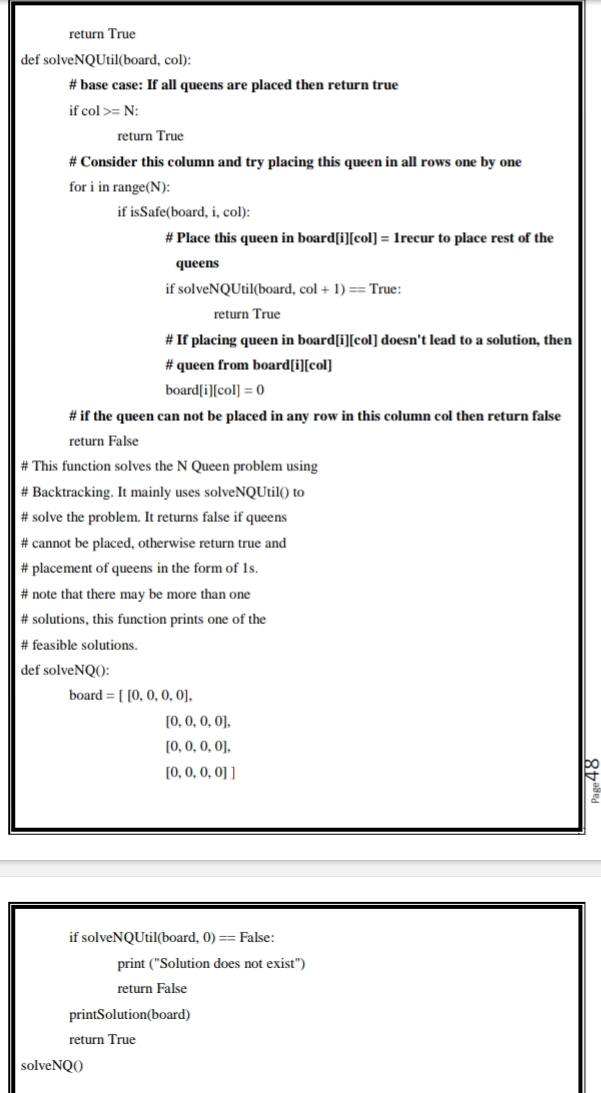 return True
def solveNQUtil(board, col):
# base case: If all queens are placed then return true
if col >= N:
return True
# Consider this column and try placing this queen in all rows one by one
for i in range(N):
if isSafe(board, i, col):
# Place this queen in board[i][col] = 1recur to place rest of the
queens
if solveNQUtil(board, col + 1) == True:
return True
# If placing queen in board[i][col] doesn't lead to a solution, then
# queen from board[i][col]
board[i][col] = 0
# if the queen can not be placed in any row in this column col then return false
return False
# This function solves the N Queen problem using
# Backtracking. It mainly uses solveNQUtil() to
# solve the problem. It returns false if queens
# cannot be placed, otherwise return true and
# placement of queens in the form of 1s.
# note that there may be more than one
# solutions, this function prints one of the
# feasible solutions.
def solveNQ():
board = [ [0, 0, 0, 0],
[0, 0, 0, 0],
[0, 0, 0, 0],
[0, 0, 0, 0] ]
Page48
if solveNQUtil(board, 0) == False:
print ("Solution does not exist")
return False
printSolution(board)
return True
solveNQ()